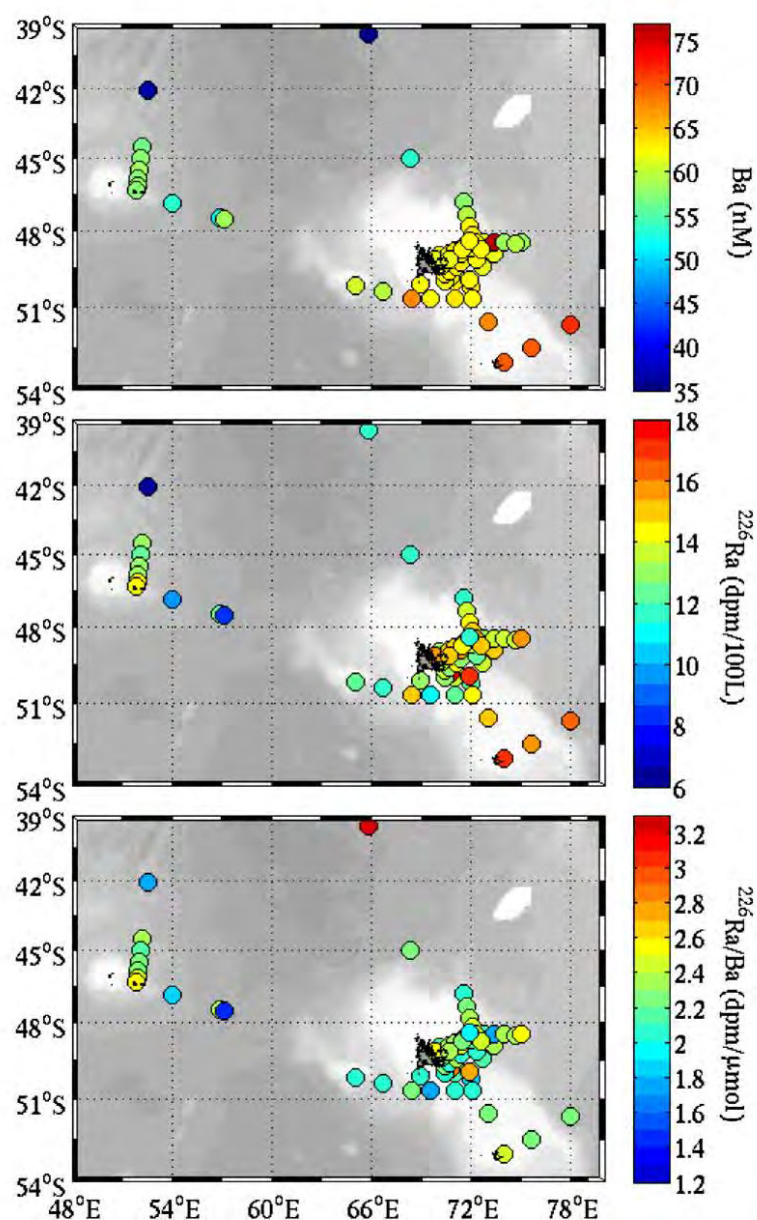 39°S
42°S
45°S
48°S
51°S
54°S
75
70
65
60
55
50
45
40
35
Ba (nM)
39°S
42°S
45°S
48°S
51°S
54°S
18
16
14
12
10
8
6
²²⁶Ra (dpm/100L)
39°S
42°S
45°S
48°S
51°S
54°S
48°E 54°E 60°E 66°E 72°E 78°E
3.2
3
2.8
2.6
2.4
2.2
2
1.8
1.6
1.4
1.2
²²⁶Ra/Ba (dpm/μmol)